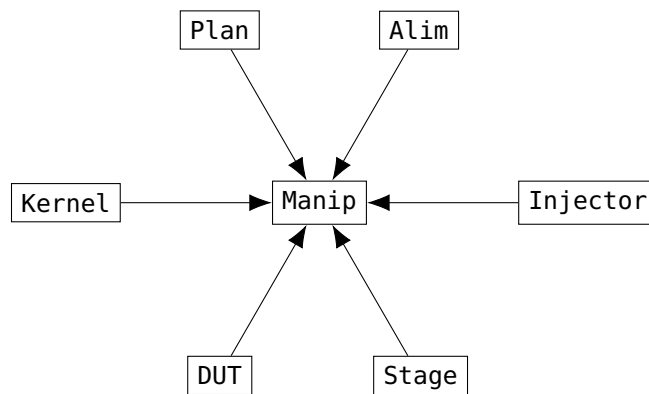 Plan
Alim
Kernel
Manip
Injector
DUT
Stage